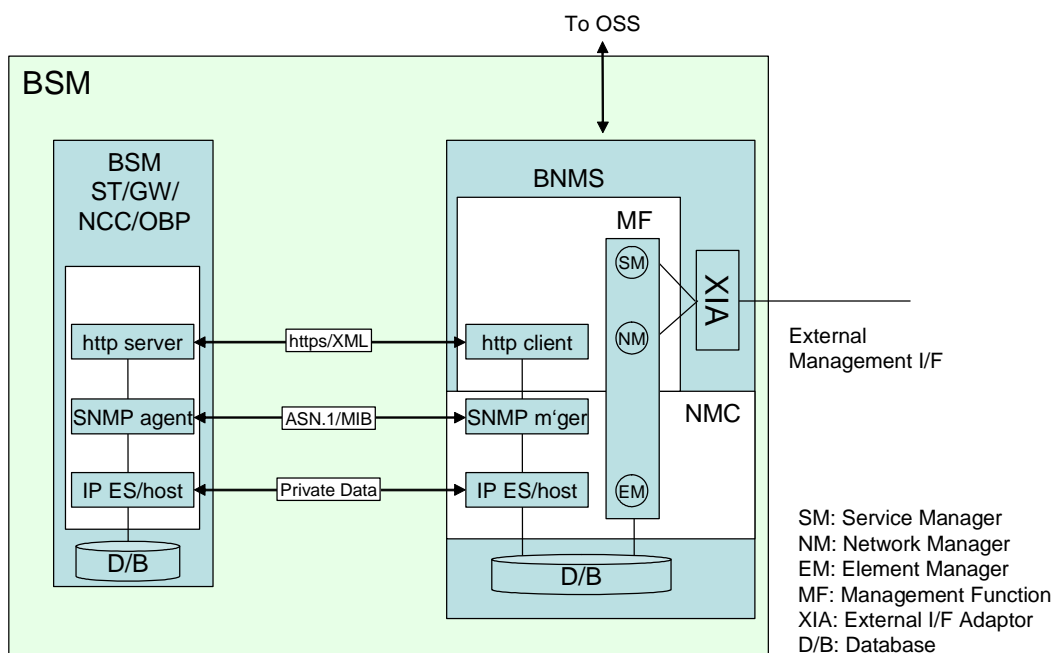 To OSS
BSM
BSM
ST/GW/
NCC/OBP
http server
SNMP agent
IP ES/host
D/B
https/XML
ASN.1/MIB
Private Data
BNMS
MF
SM
NM
EM
http client
SNMP m‘ger
IP ES/host
NMC
D/B
XIA
External
Management I/F
SM: Service Manager
NM: Network Manager
EM: Element Manager
MF: Management Function
XIA: External I/F Adaptor
D/B: Database